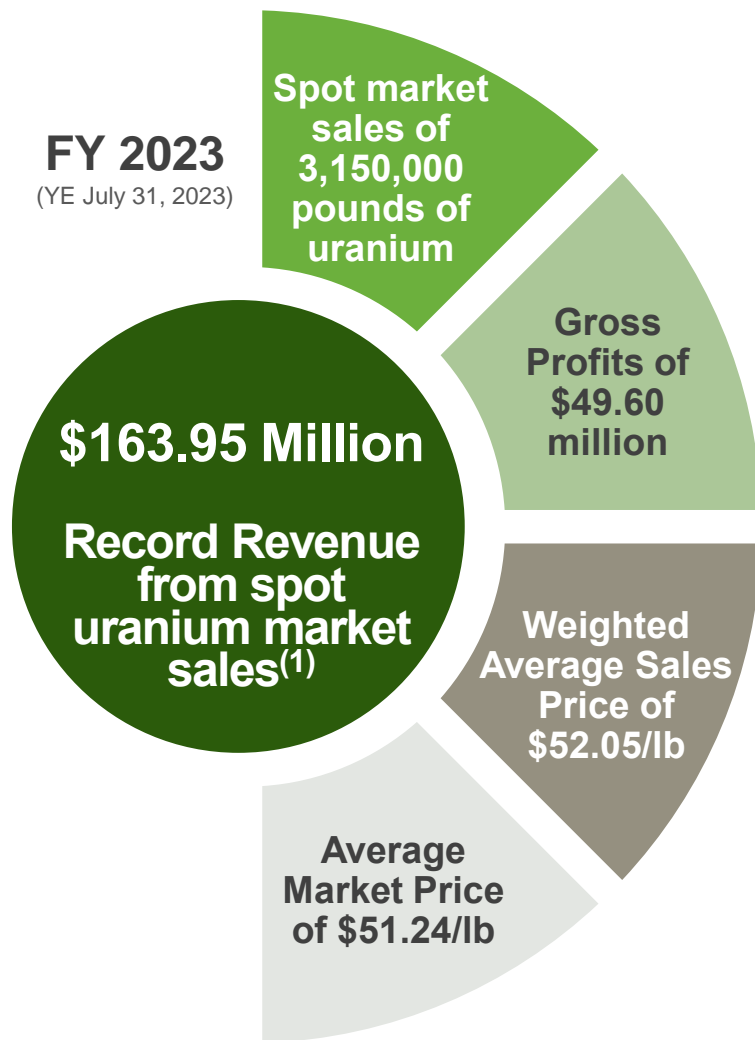 FY 2023
(YE July 31, 2023)
Spot market
sales of
3,150,000
pounds of
uranium
Gross
Profits of
$49.60
million
$163.95 Million
Record Revenue
from spot
uranium market
sales(1)
Weighted
Average Sales
Price of
$52.05/lb
Average
Market Price
of $51.24/lb